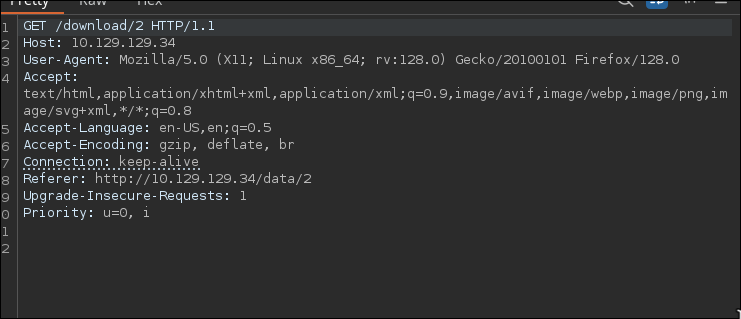 Pretty Raw Hex
1 GET /download/2 HTTP/1.1
2 Host: 10.129.129.34
3 User-Agent: Mozilla/5.0 (X11; Linux x86_64; rv:128.0) Gecko/20100101 Firefox/128.0
4 Accept:
text/html,application/xhtml+xml,application/xml;q=0.9,image/avif,image/webp,image/png,im
age/svg+xml,*/*;q=0.8
5 Accept-Language: en-US,en;q=0.5
6 Accept-Encoding: gzip, deflate, br
7 Connection: keep-alive
8 Referer: http://10.129.129.34/data/2
9 Upgrade-Insecure-Requests: 1
0 Priority: u=0, i
1
2